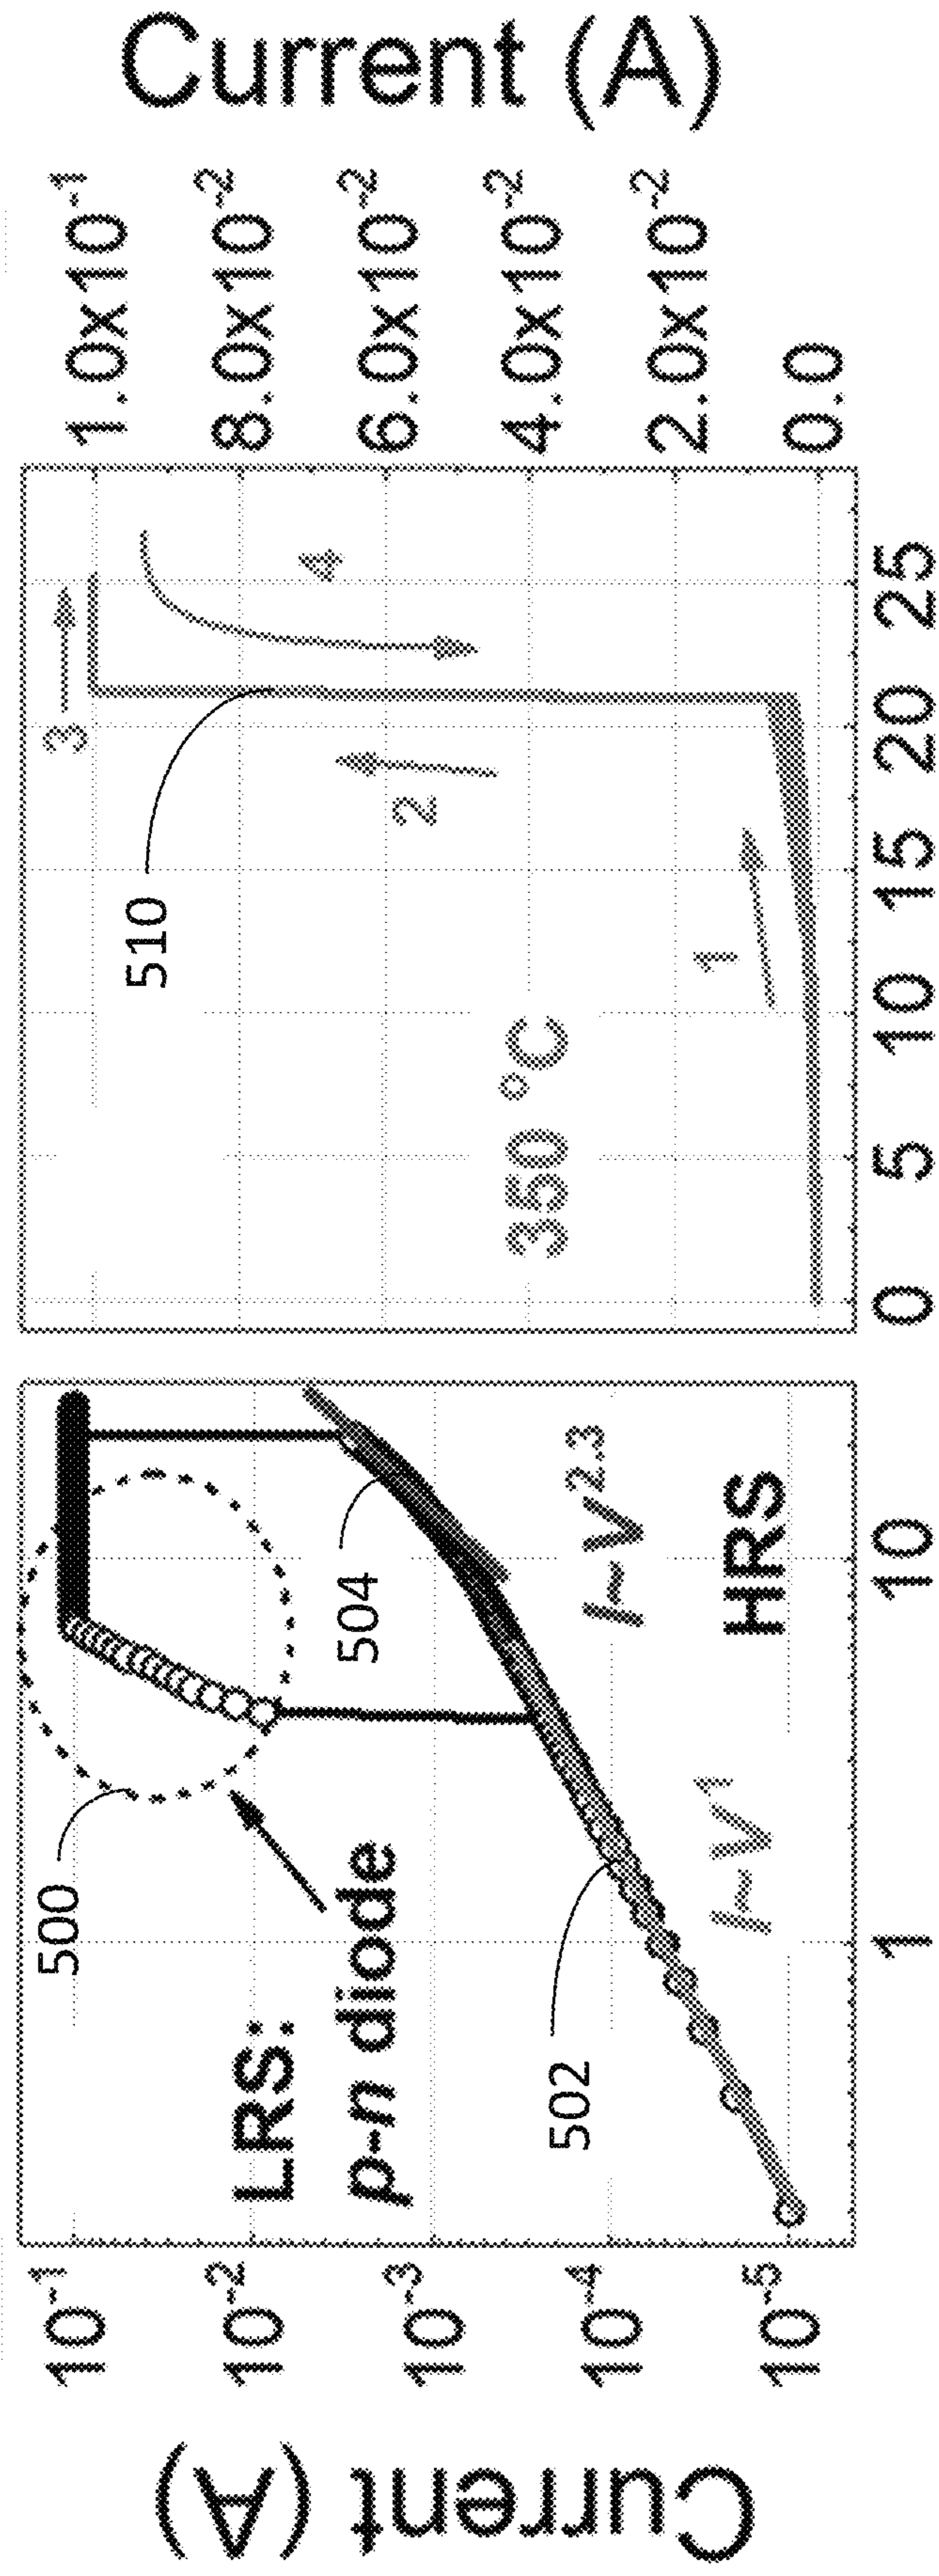 Current (A)
10⁻¹
10⁻²
10⁻³
10⁻⁴
10⁻⁵
500
LRS:
p-n diode
504
502
I~V¹
I~V²·³
HRS
1
10
510
3
4
2
1
350 °C
0
5
10
15
20
25
1.0x10⁻¹
8.0x10⁻²
6.0x10⁻²
4.0x10⁻²
2.0x10⁻²
0.0
Current (A)